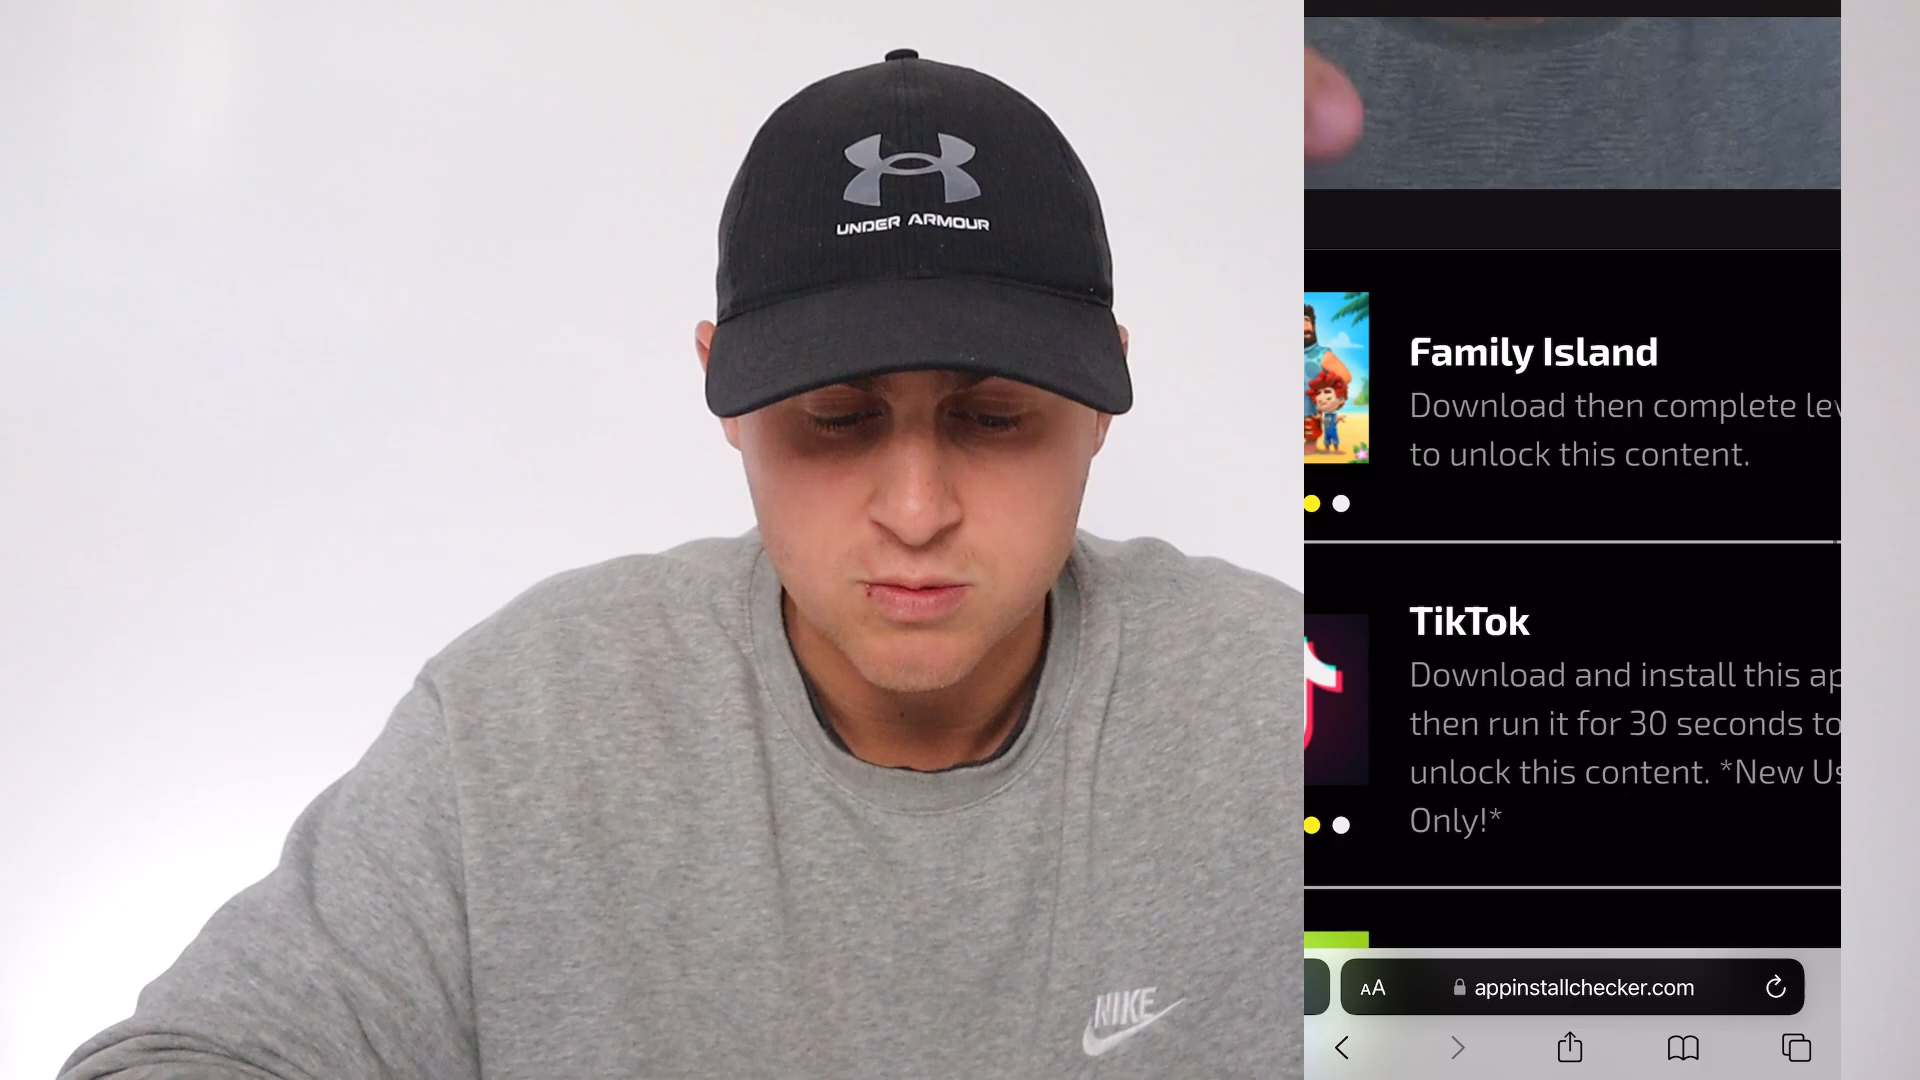 UNDER ARMOUR
NIKE
Family Island
Download then complete lev
to unlock this content.
TikTok
Download and install this ap
then run it for 30 seconds to
unlock this content. *New Us
Only!*
AA
appinstallchecker.com